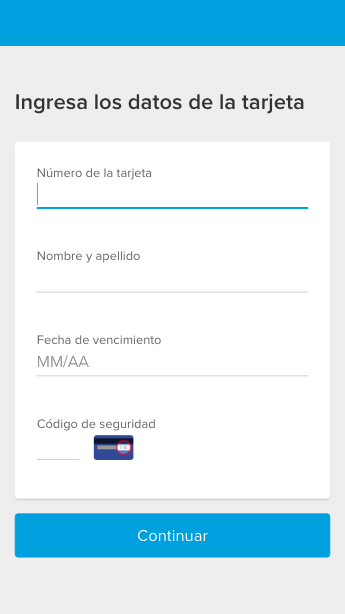 Ingresa los datos de la tarjeta
Número de la tarjeta
Nombre y apellido
Fecha de vencimiento
MM/AA
Código de seguridad
Continuar